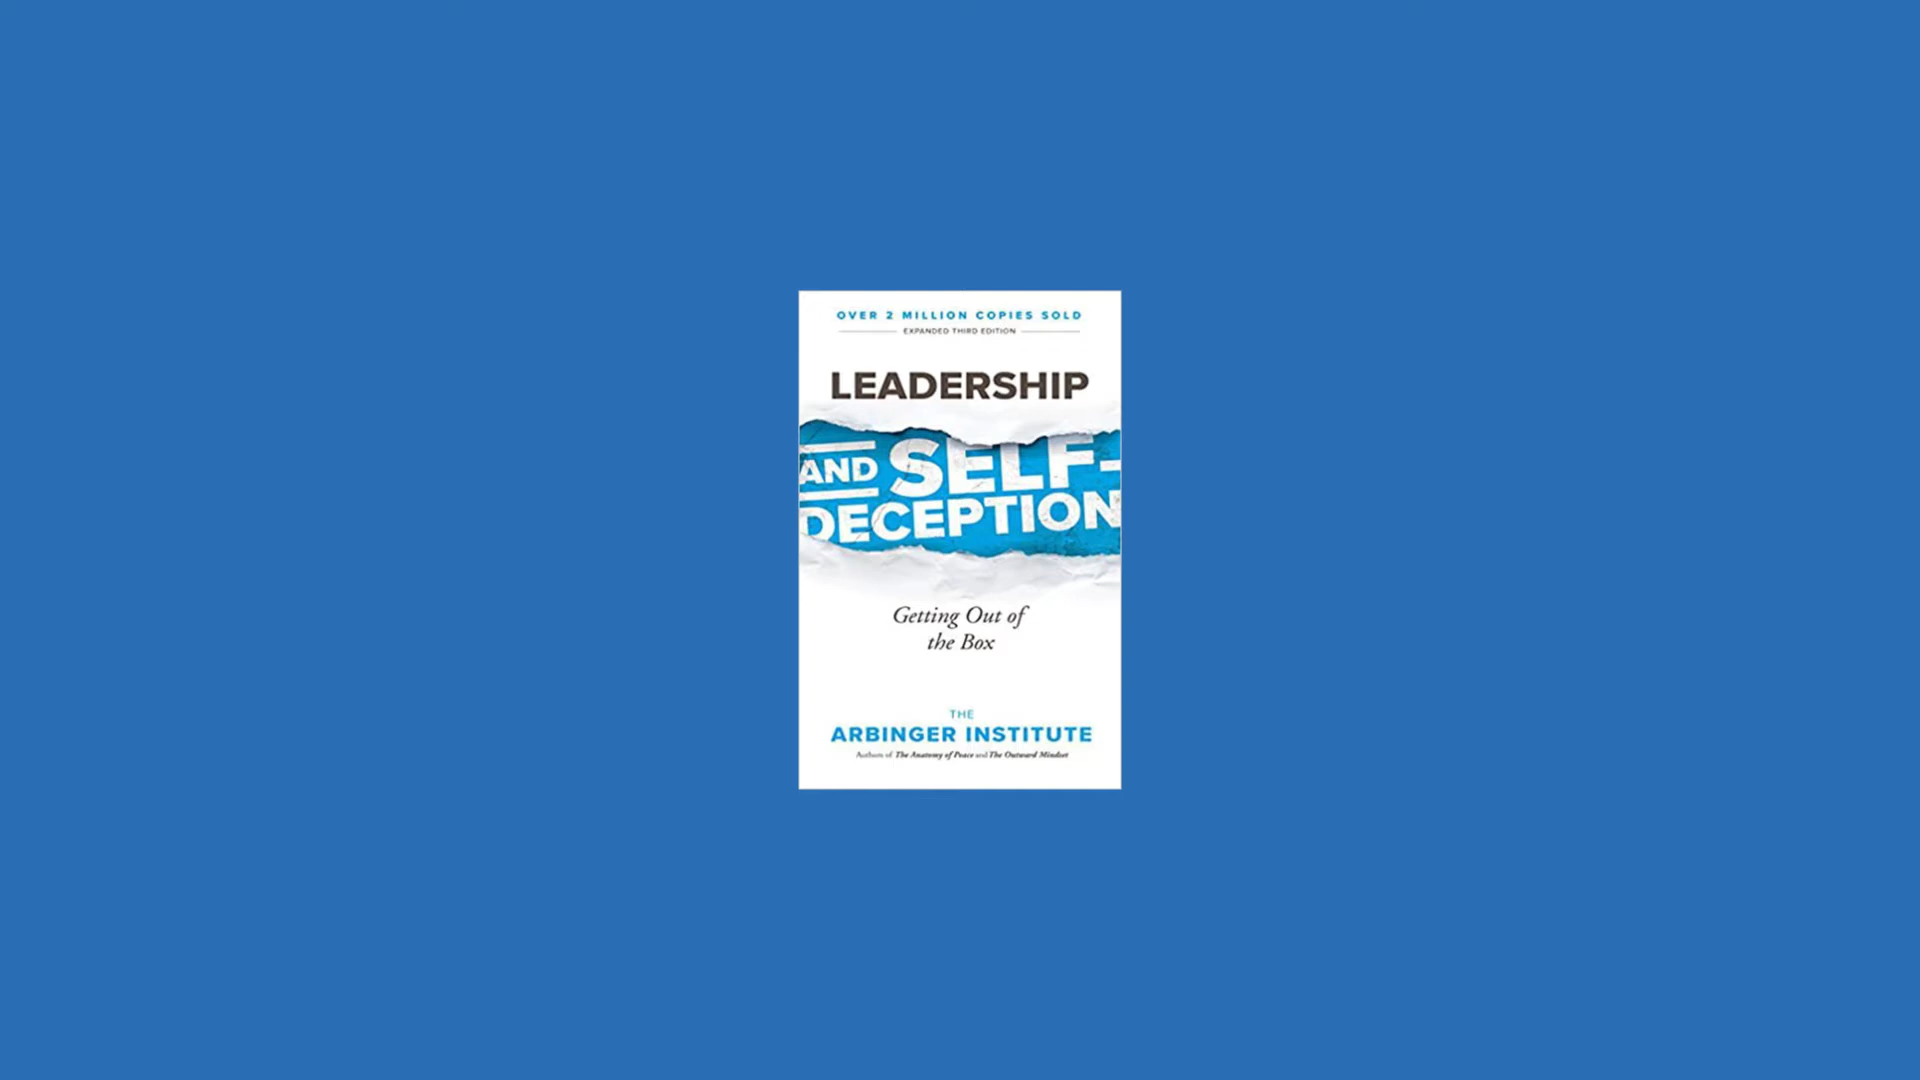 OVER 2 MILLION COPIES SOLD
EXPANDED THIRD EDITION
LEADERSHIP
AND SELF-
DECEPTION
Getting Out of
the Box
THE
ARBINGER INSTITUTE
Authors of The Anatomy of Peace and The Outward Mindset